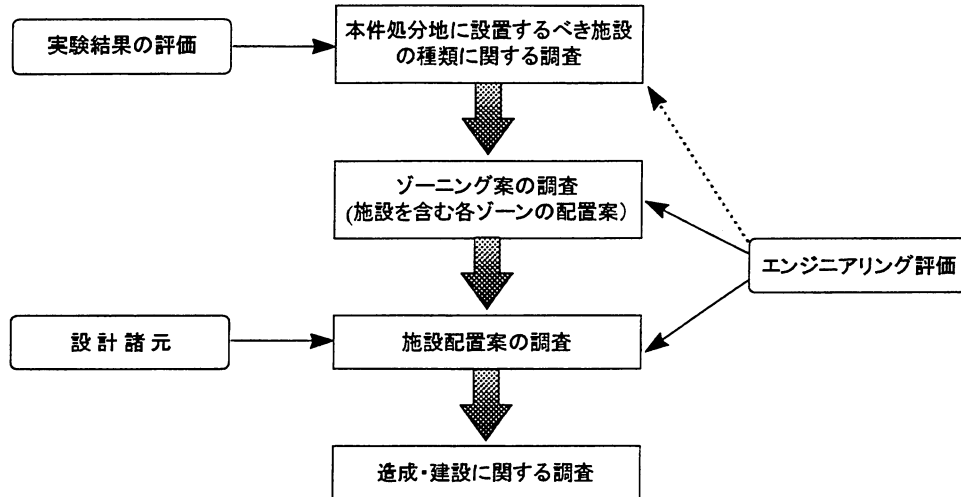 実験結果の評価
本件処分地に設置するべき施設
の種類に関する調査
ゾーニング案の調査
(施設を含む各ゾーンの配置案)
エンジニアリング評価
設計諸元
施設配置案の調査
造成・建設に関する調査